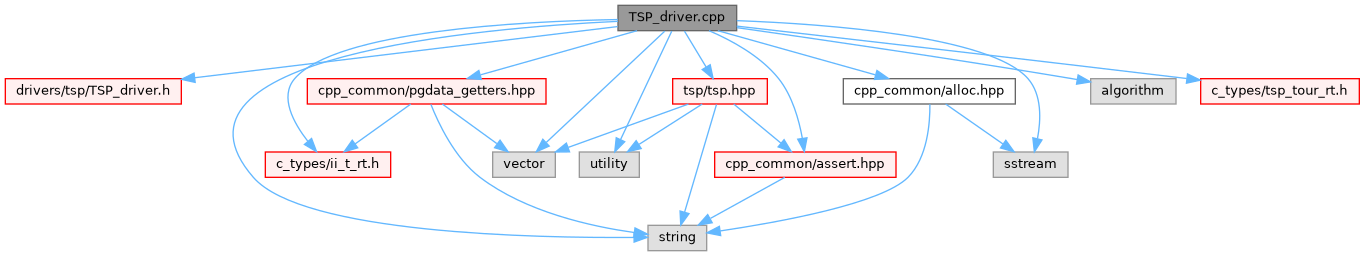 TSP_driver.cpp
drivers/tsp/TSP_driver.h
cpp_common/pgdata_getters.hpp
tsp/tsp.hpp
cpp_common/alloc.hpp
algorithm
c_types/tsp_tour_rt.h
c_types/ii_t_rt.h
vector
utility
cpp_common/assert.hpp
sstream
string